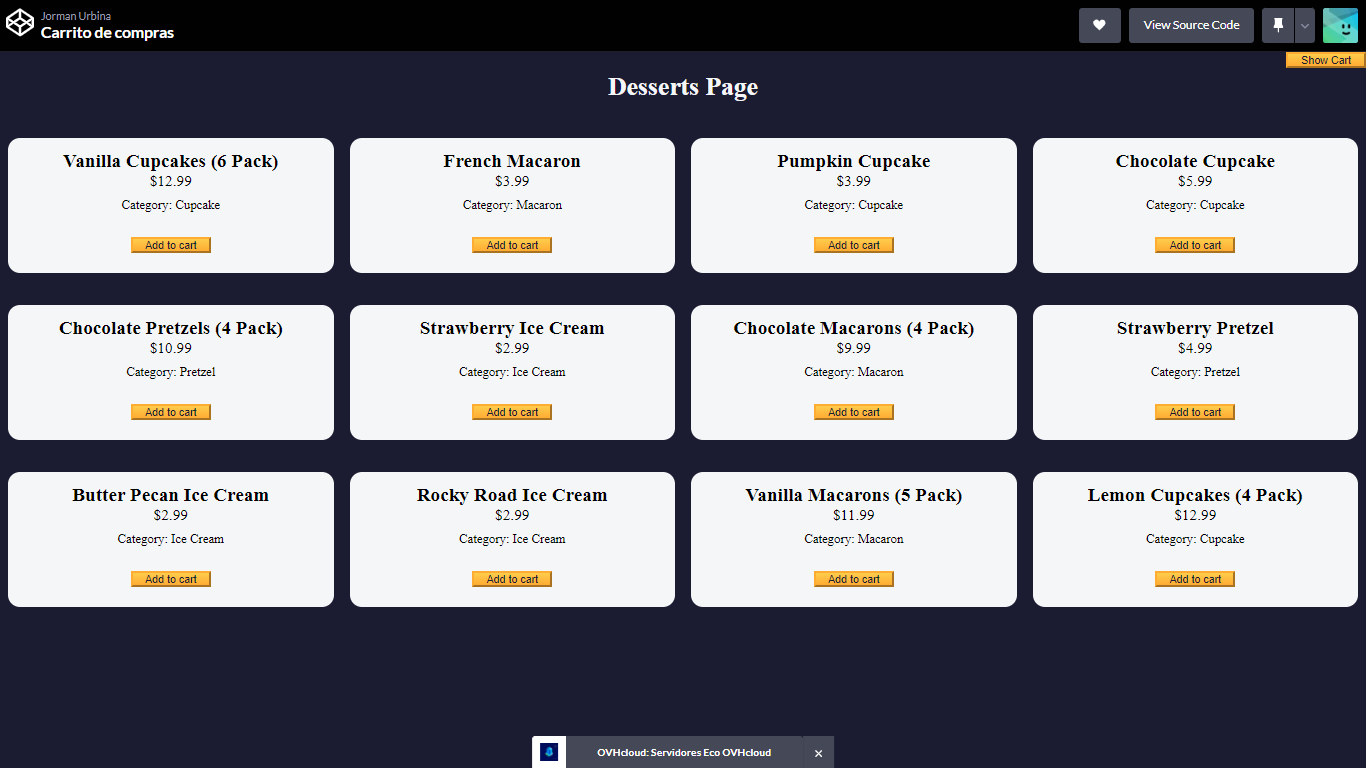 Jorman Urbina
Carrito de compras
View Source Code
Show Cart
Desserts Page
Vanilla Cupcakes (6 Pack)
$12.99
Category: Cupcake
Add to cart
French Macaron
$3.99
Category: Macaron
Add to cart
Pumpkin Cupcake
$3.99
Category: Cupcake
Add to cart
Chocolate Cupcake
$5.99
Category: Cupcake
Add to cart
Chocolate Pretzels (4 Pack)
$10.99
Category: Pretzel
Add to cart
Strawberry Ice Cream
$2.99
Category: Ice Cream
Add to cart
Chocolate Macarons (4 Pack)
$9.99
Category: Macaron
Add to cart
Strawberry Pretzel
$4.99
Category: Pretzel
Add to cart
Butter Pecan Ice Cream
$2.99
Category: Ice Cream
Add to cart
Rocky Road Ice Cream
$2.99
Category: Ice Cream
Add to cart
Vanilla Macarons (5 Pack)
$11.99
Category: Macaron
Add to cart
Lemon Cupcakes (4 Pack)
$12.99
Category: Cupcake
Add to cart
OVHcloud: Servidores Eco OVHcloud